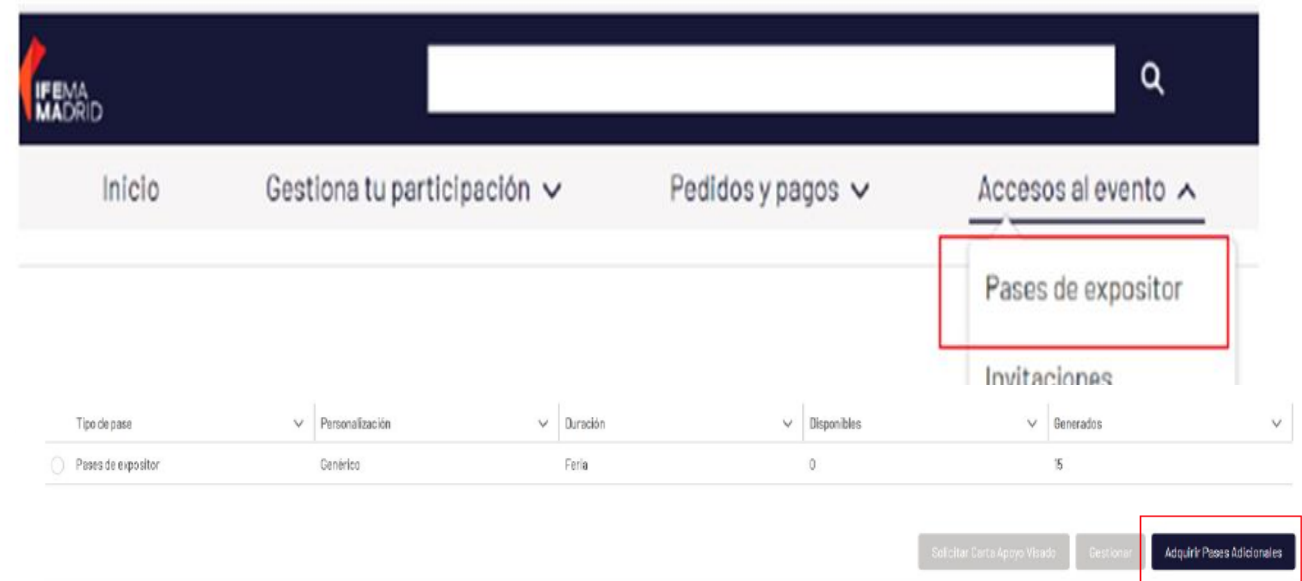 IFEMA
MADRID
Inicio Gestiona tu participación Pedidos y pagos Accesos al evento
Pases de expositor
Invitaciones
Tipo de pase Personalización Duración Disponibles Generados
Pases de expositor Genérico Feria 0 15
Solicitar Carta Apoyo Visado Gestionar Adquirir Pases Adicionales